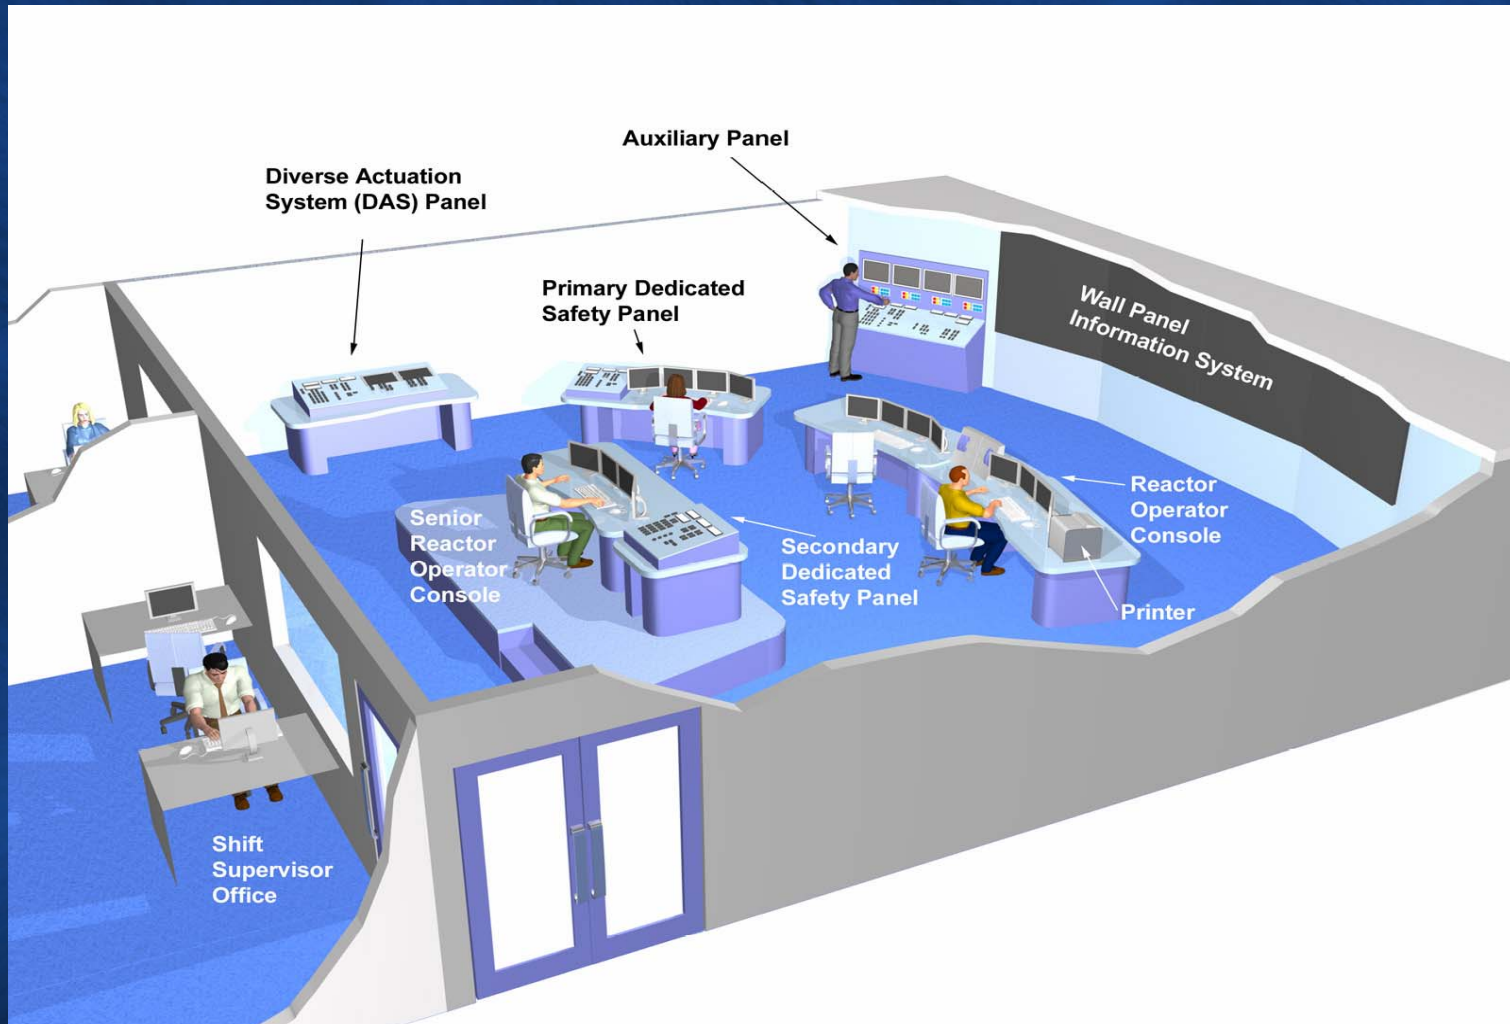 Auxiliary Panel
Diverse Actuation
System (DAS) Panel
Primary Dedicated
Safety Panel
Wall Panel
Information System
Reactor
Operator
Console
Senior
Reactor
Operator
Console
Secondary
Dedicated
Safety Panel
Printer
Shift
Supervisor
Office